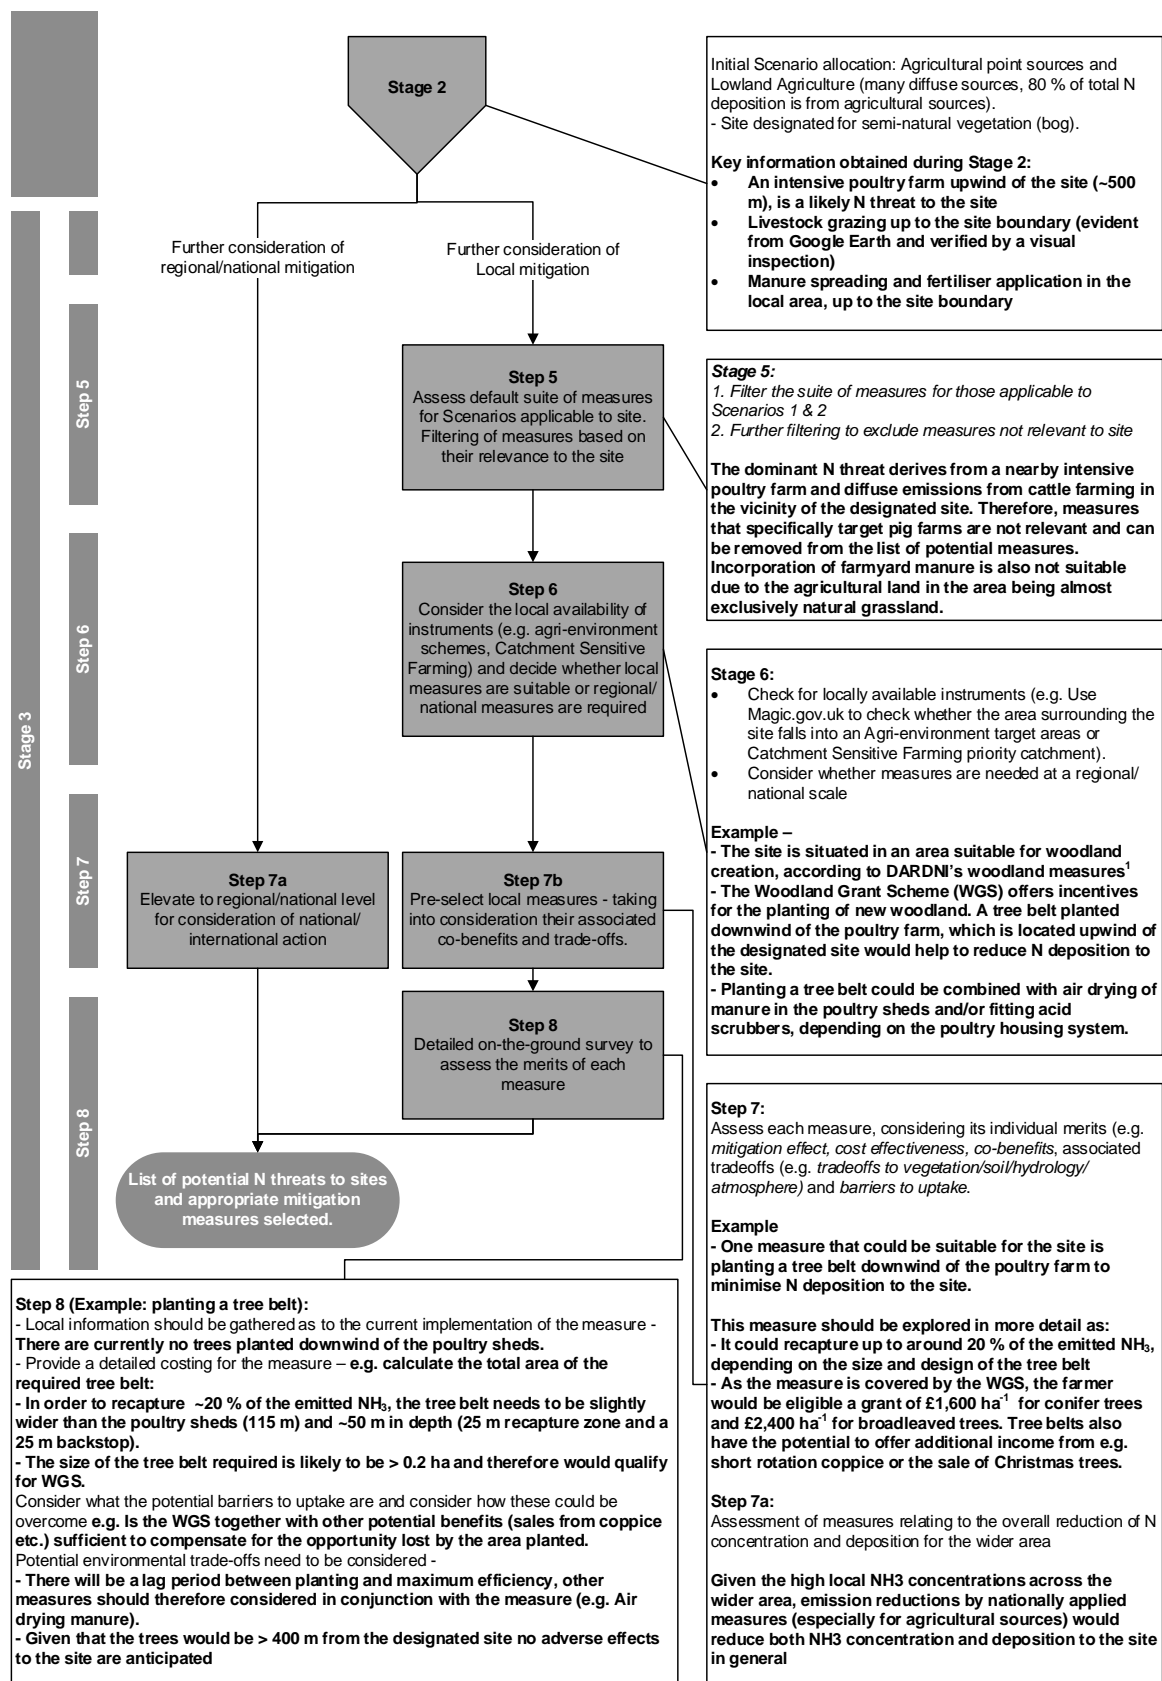 Stage 2
Initial Scenario allocation: Agricultural point sources and
Lowland Agriculture (many diffuse sources, 80 % of total N
deposition is from agricultural sources).
- Site designated for semi-natural vegetation (bog).
Key information obtained during Stage 2:
• An intensive poultry farm upwind of the site (~500
m), is a likely N threat to the site
• Livestock grazing up to the site boundary (evident
from Google Earth and verified by a visual
inspection)
• Manure spreading and fertiliser application in the
local area, up to the site boundary
Further consideration of
regional/national mitigation
Further consideration of
Local mitigation
Stage 3
Step 5
Step 5
Assess default suite of measures
for Scenarios applicable to site.
Filtering of measures based on
their relevance to the site
Stage 5:
1. Filter the suite of measures for those applicable to
Scenarios 1 & 2
2. Further filtering to exclude measures not relevant to site
The dominant N threat derives from a nearby intensive
poultry farm and diffuse emissions from cattle farming in
the vicinity of the designated site. Therefore, measures
that specifically target pig farms are not relevant and can
be removed from the list of potential measures.
Incorporation of farmyard manure is also not suitable
due to the agricultural land in the area being almost
exclusively natural grassland.
Step 6
Step 6
Consider the local availability of
instruments (e.g. agri-environment
schemes, Catchment Sensitive
Farming) and decide whether local
measures are suitable or regional/
national measures are required
Stage 6:
• Check for locally available instruments (e.g. Use
Magic.gov.uk to check whether the area surrounding the
site falls into an Agri-environment target areas or
Catchment Sensitive Farming priority catchment).
• Consider whether measures are needed at a regional/
national scale
Example –
- The site is situated in an area suitable for woodland
creation, according to DARDNI's woodland measures¹
- The Woodland Grant Scheme (WGS) offers incentives
for the planting of new woodland. A tree belt planted
downwind of the poultry farm, which is located upwind
of the designated site would help to reduce N deposition to
the site.
- Planting a tree belt could be combined with air drying of
manure in the poultry sheds and/or fitting acid
scrubbers, depending on the poultry housing system.
Step 7
Step 7a
Elevate to regional/national level
for consideration of national/
international action
Step 7b
Pre-select local measures - taking
into consideration their associated
co-benefits and trade-offs.
Step 8
Step 8
Detailed on-the-ground survey to
assess the merits of each
measure
List of potential N threats to sites
and appropriate mitigation
measures selected.
Step 7:
Assess each measure, considering its individual merits (e.g.
mitigation effect, cost effectiveness, co-benefits, associated
tradeoffs (e.g. tradeoffs to vegetation/soil/hydrology/
atmosphere) and barriers to uptake.
Example
- One measure that could be suitable for the site is
planting a tree belt downwind of the poultry farm to
minimise N deposition to the site.
This measure should be explored in more detail as:
- It could recapture up to around 20 % of the emitted NH₃,
depending on the size and design of the tree belt
- As the measure is covered by the WGS, the farmer
would be eligible a grant of £1,600 ha⁻¹ for conifer trees
and £2,400 ha⁻¹ for broadleaved trees. Tree belts also
have the potential to offer additional income from e.g.
short rotation coppice or the sale of Christmas trees.
Step 7a:
Assessment of measures relating to the overall reduction of N
concentration and deposition for the wider area
Given the high local NH3 concentrations across the
wider area, emission reductions by nationally applied
measures (especially for agricultural sources) would
reduce both NH3 concentration and deposition to the site
in general
Step 8 (Example: planting a tree belt):
- Local information should be gathered as to the current implementation of the measure -
There are currently no trees planted downwind of the poultry sheds.
- Provide a detailed costing for the measure – e.g. calculate the total area of the
required tree belt:
- In order to recapture ~20 % of the emitted NH₃, the tree belt needs to be slightly
wider than the poultry sheds (115 m) and ~50 m in depth (25 m recapture zone and a
25 m backstop).
- The size of the tree belt required is likely to be > 0.2 ha and therefore would qualify
for WGS.
Consider what the potential barriers to uptake are and consider how these could be
overcome e.g. Is the WGS together with other potential benefits (sales from coppice
etc.) sufficient to compensate for the opportunity lost by the area planted.
Potential environmental trade-offs need to be considered -
- There will be a lag period between planting and maximum efficiency, other
measures should therefore considered in conjunction with the measure (e.g. Air
drying manure).
- Given that the trees would be > 400 m from the designated site no adverse effects
to the site are anticipated